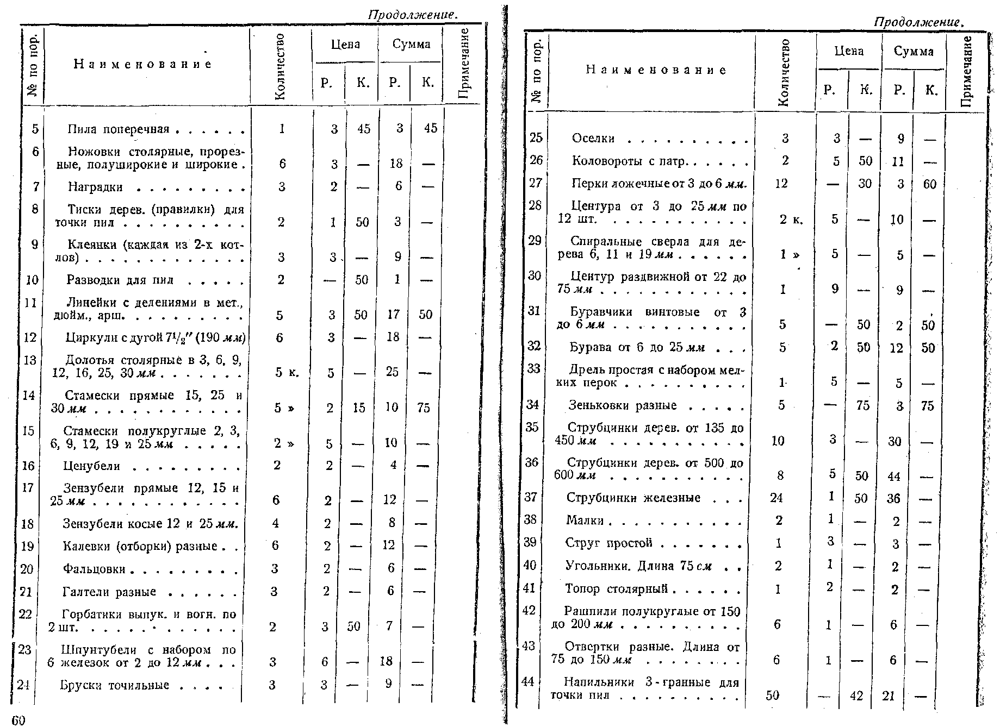 Продолжение.
№ по пор. Наименование Количество Цена Сумма Примечание
Р. К. Р. К.
5 Пила поперечная . . . . . . 1 3 45 3 45
6 Ножовки столярные, прорез-
ные, полуширокие и широкие . 6 3 — 18 —
7 Наградки . . . . . . . . . 3 2 — 6 —
8 Тиски дерев. (правилки) для
точки пил . . . . . . . . . . 2 1 50 3 —
9 Клеянки (каждая из 2-х кот-
лов) . . . . . . . . . . . . . 3 3 — 9 —
10 Разводки для пил . . . . . 2 — 50 1 —
11 Линейки с делениями в мет.,
дюйм., арш. . . . . . . . . . 5 3 50 17 50
12 Циркули с дугой 7½″ (190 мм) 6 3 — 18 —
13 Долотья столярные в 3, 6, 9,
12, 16, 25, 30 мм . . . . . . . 5 к. 5 — 25 —
14 Стамески прямые 15, 25 и
30 мм . . . . . . . . . . . . 5 » 2 15 10 75
15 Стамески полукруглые 2, 3,
6, 9, 12, 19 и 25 мм . . . . . 2 » 5 — 10 —
16 Ценубели . . . . . . . . . 2 2 — 4 —
17 Зензубели прямые 12, 15 и
25 мм . . . . . . . . . . . . 6 2 — 12 —
18 Зензубели косые 12 и 25 мм. 4 2 — 8 —
19 Калевки (отборки) разные . . 6 2 — 12 —
20 Фальцовки . . . . . . . . . 3 2 — 6 —
21 Галтели разные . . . . . . 3 2 — 6 —
22 Горбатики выпук. и вогн. по
2 шт. . . . . . . . . . . . . 2 3 50 7 —
23 Шпунтубели с набором по
6 железок от 2 до 12 мм . . . 3 6 — 18 —
24 Бруски точильные . . . . 3 3 — 9 —
60
Продолжение.
№ по пор. Наименование Количество Цена Сумма Примечание
Р. К. Р. К.
25 Оселки . . . . . . . . . . 3 3 — 9 —
26 Коловороты с патр. . . . . . 2 5 50 11 —
27 Перки ложечные от 3 до 6 мм. 12 — 30 3 60
28 Центура от 3 до 25 мм по
12 шт. . . . . . . . . . . . 2 к. 5 — 10 —
29 Спиральные сверла для де-
рева 6, 11 и 19 мм . . . . . . 1 » 5 — 5 —
30 Центур раздвижной от 22 до
75 мм . . . . . . . . . . . . 1 9 — 9 —
31 Буравчики винтовые от 3
до 6 мм . . . . . . . . . . . 5 — 50 2 50
32 Бурава от 6 до 25 мм . . . 5 2 50 12 50
33 Дрель простая с набором мел-
ких перок . . . . . . . . . . 1 5 — 5 —
34 Зеньковки разные . . . . . 5 — 75 3 75
35 Струбцинки дерев. от 135 до
450 мм . . . . . . . . . . . 10 3 — 30 —
36 Струбцинки дерев. от 500 до
600 мм . . . . . . . . . . . 8 5 50 44 —
37 Струбцинки железные . . . 24 1 50 36 —
38 Малки . . . . . . . . . . . 2 1 — 2 —
39 Струг простой . . . . . . . 1 3 — 3 —
40 Угольники. Длина 75 см . . 2 1 — 2 —
41 Топор столярный . . . . . . 1 2 — 2 —
42 Рашпили полукруглые от 150
до 200 мм . . . . . . . . . . 6 1 — 6 —
43 Отвертки разные. Длина от
75 до 150 мм . . . . . . . . 6 1 — 6 —
44 Напильники 3-гранные для
точки пил . . . . . . . . . . 50 — 42 21 —